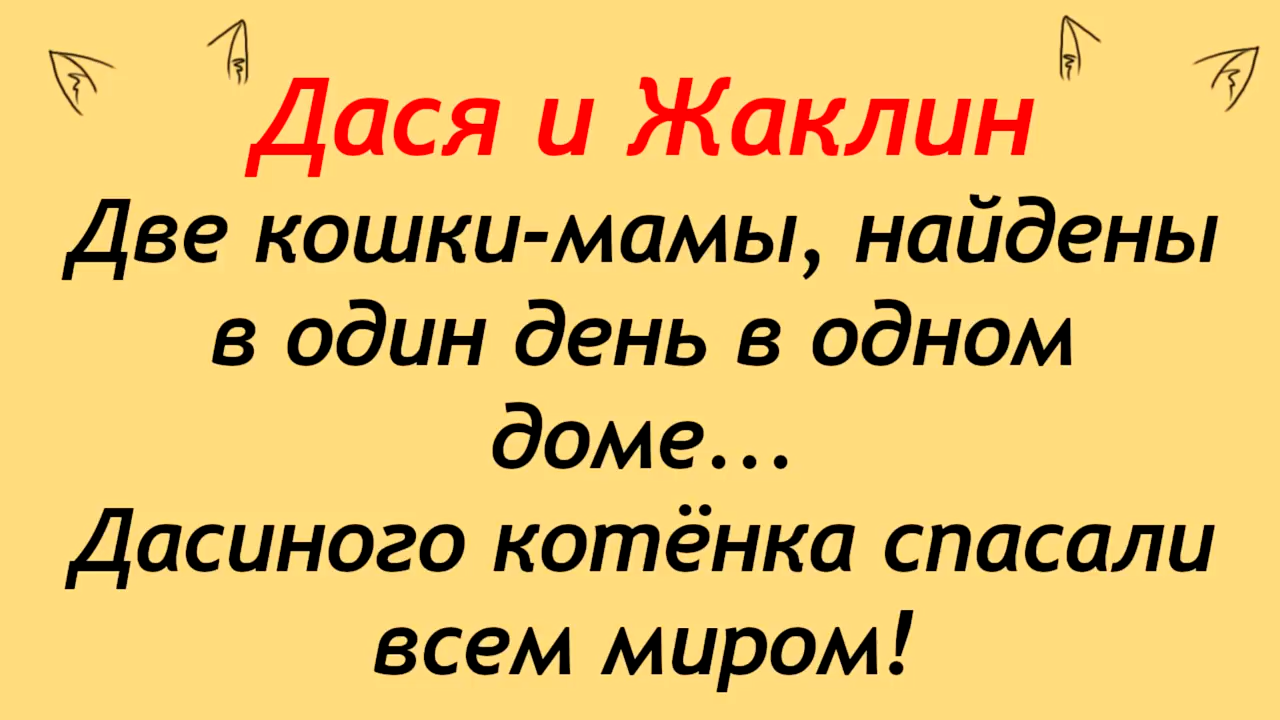 Дася и Жаклин
Две кошки-мамы, найдены
в один день в одном
доме...
Дасиного котёнка спасали
всем миром!